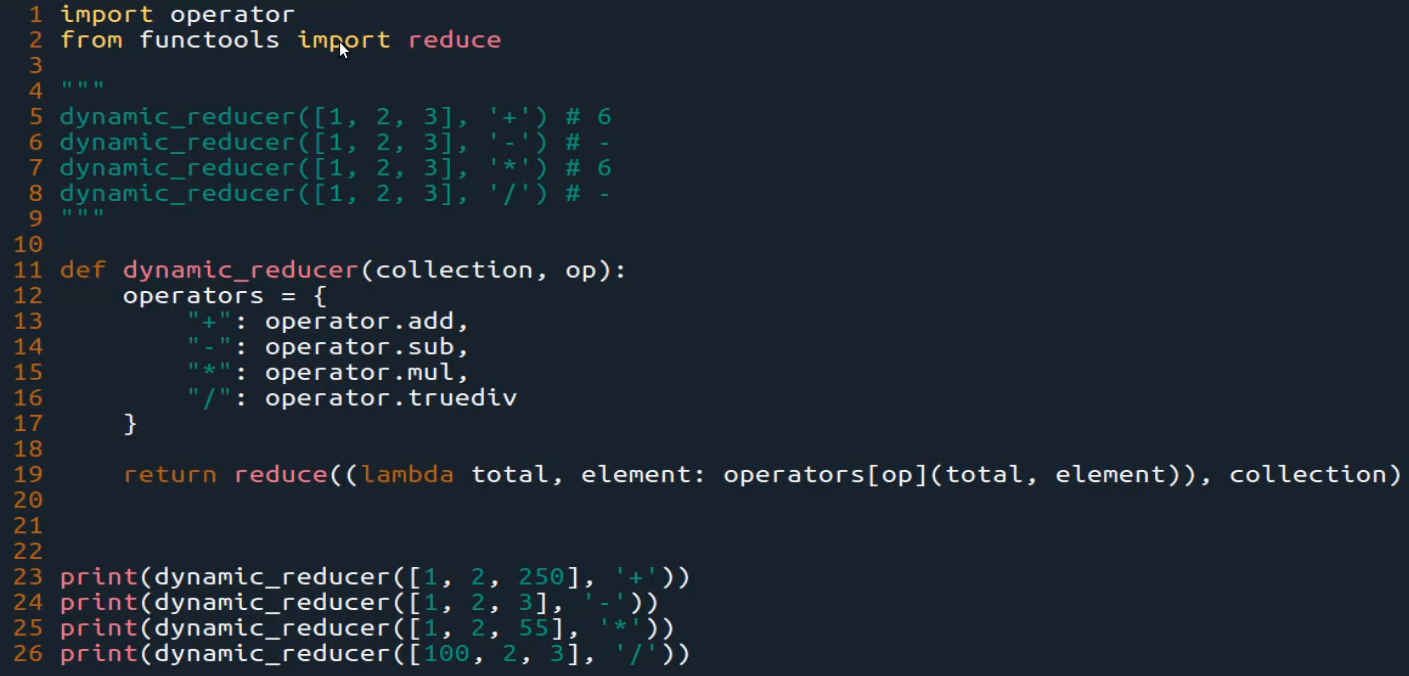 1 import operator
2 from functools import reduce
3
4 """
5 dynamic_reducer([1, 2, 3], '+') # 6
6 dynamic_reducer([1, 2, 3], '-') # -
7 dynamic_reducer([1, 2, 3], '*') # 6
8 dynamic_reducer([1, 2, 3], '/') # -
9 """
10
11 def dynamic_reducer(collection, op):
12     operators = {
13         "+": operator.add,
14         "-": operator.sub,
15         "*": operator.mul,
16         "/": operator.truediv
17     }
18
19     return reduce((lambda total, element: operators[op](total, element)), collection)
20
21
22
23 print(dynamic_reducer([1, 2, 250], '+'))
24 print(dynamic_reducer([1, 2, 3], '-'))
25 print(dynamic_reducer([1, 2, 55], '*'))
26 print(dynamic_reducer([100, 2, 3], '/'))